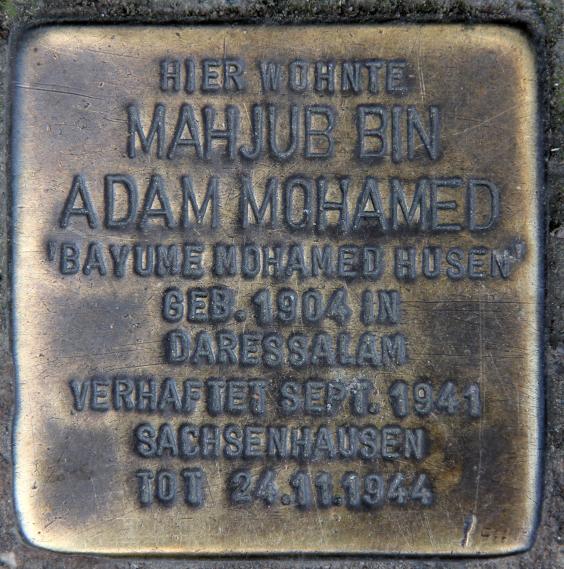 HIER WOHNTE
MAHJUB BIN
ADAM MOHAMED
'BAYUME MOHAMED HUSEN'
GEB. 1904 IN
DARESSALAM
VERHAFTET SEPT. 1941
SACHSENHAUSEN
TOT 24.11.1944